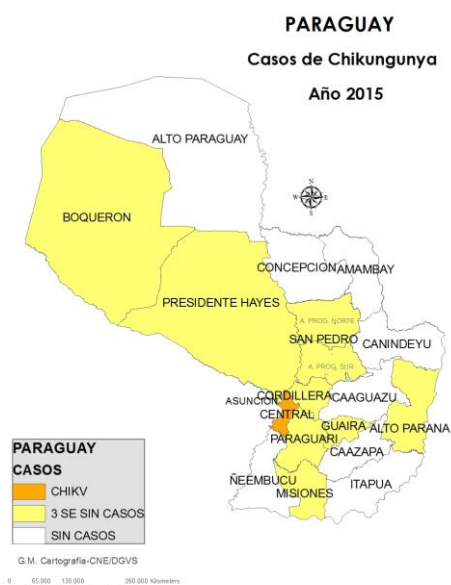 PARAGUAY
Casos de Chikungunya
Año 2015
ALTO PARAGUAY
N
W E
S
BOQUERON
CONCEPCION AMAMBAY
PRESIDENTE HAYES
A. PROG. NORTE
SAN PEDRO
CANINDEYU
A. PROG. SUR
ASUNCION CORDILLERA CAAGUAZU
CENTRAL
GUAIRA ALTO PARANA
PARAGUARI
CAAZAPA
ÑEEMBUCU
MISIONES
ITAPUA
PARAGUAY
CASOS
CHIKV
3 SE SIN CASOS
SIN CASOS
G.M. Cartografía-CNE/DGVS
0 65.000 130.000 260.000 Kilometers